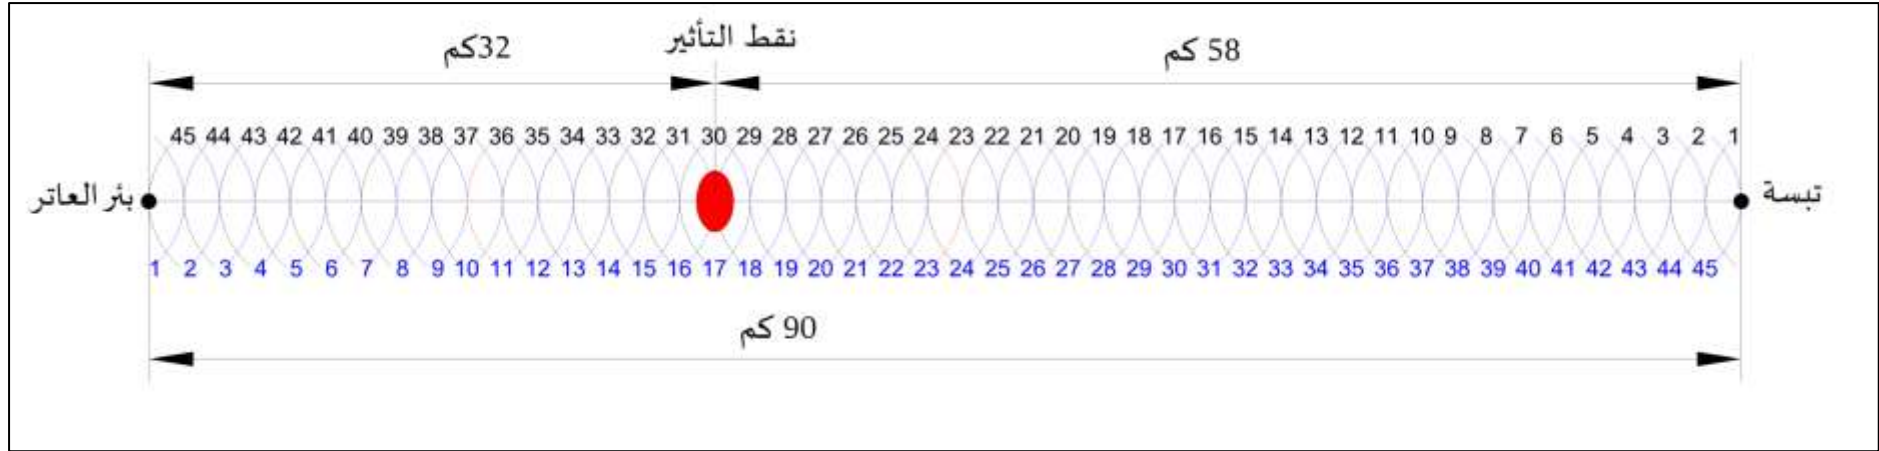 نقط التأثير
58 كم
32كم
45 44 43 42 41 40 39 38 37 36 35 34 33 32 31 30 29 28 27 26 25 24 23 22 21 20 19 18 17 16 15 14 13 12 11 10 9 8 7 6 5 4 3 2 1
تبسة
بئر العاتر
1 2 3 4 5 6 7 8 9 10 11 12 13 14 15 16 17 18 19 20 21 22 23 24 25 26 27 28 29 30 31 32 33 34 35 36 37 38 39 40 41 42 43 44 45
90 كم